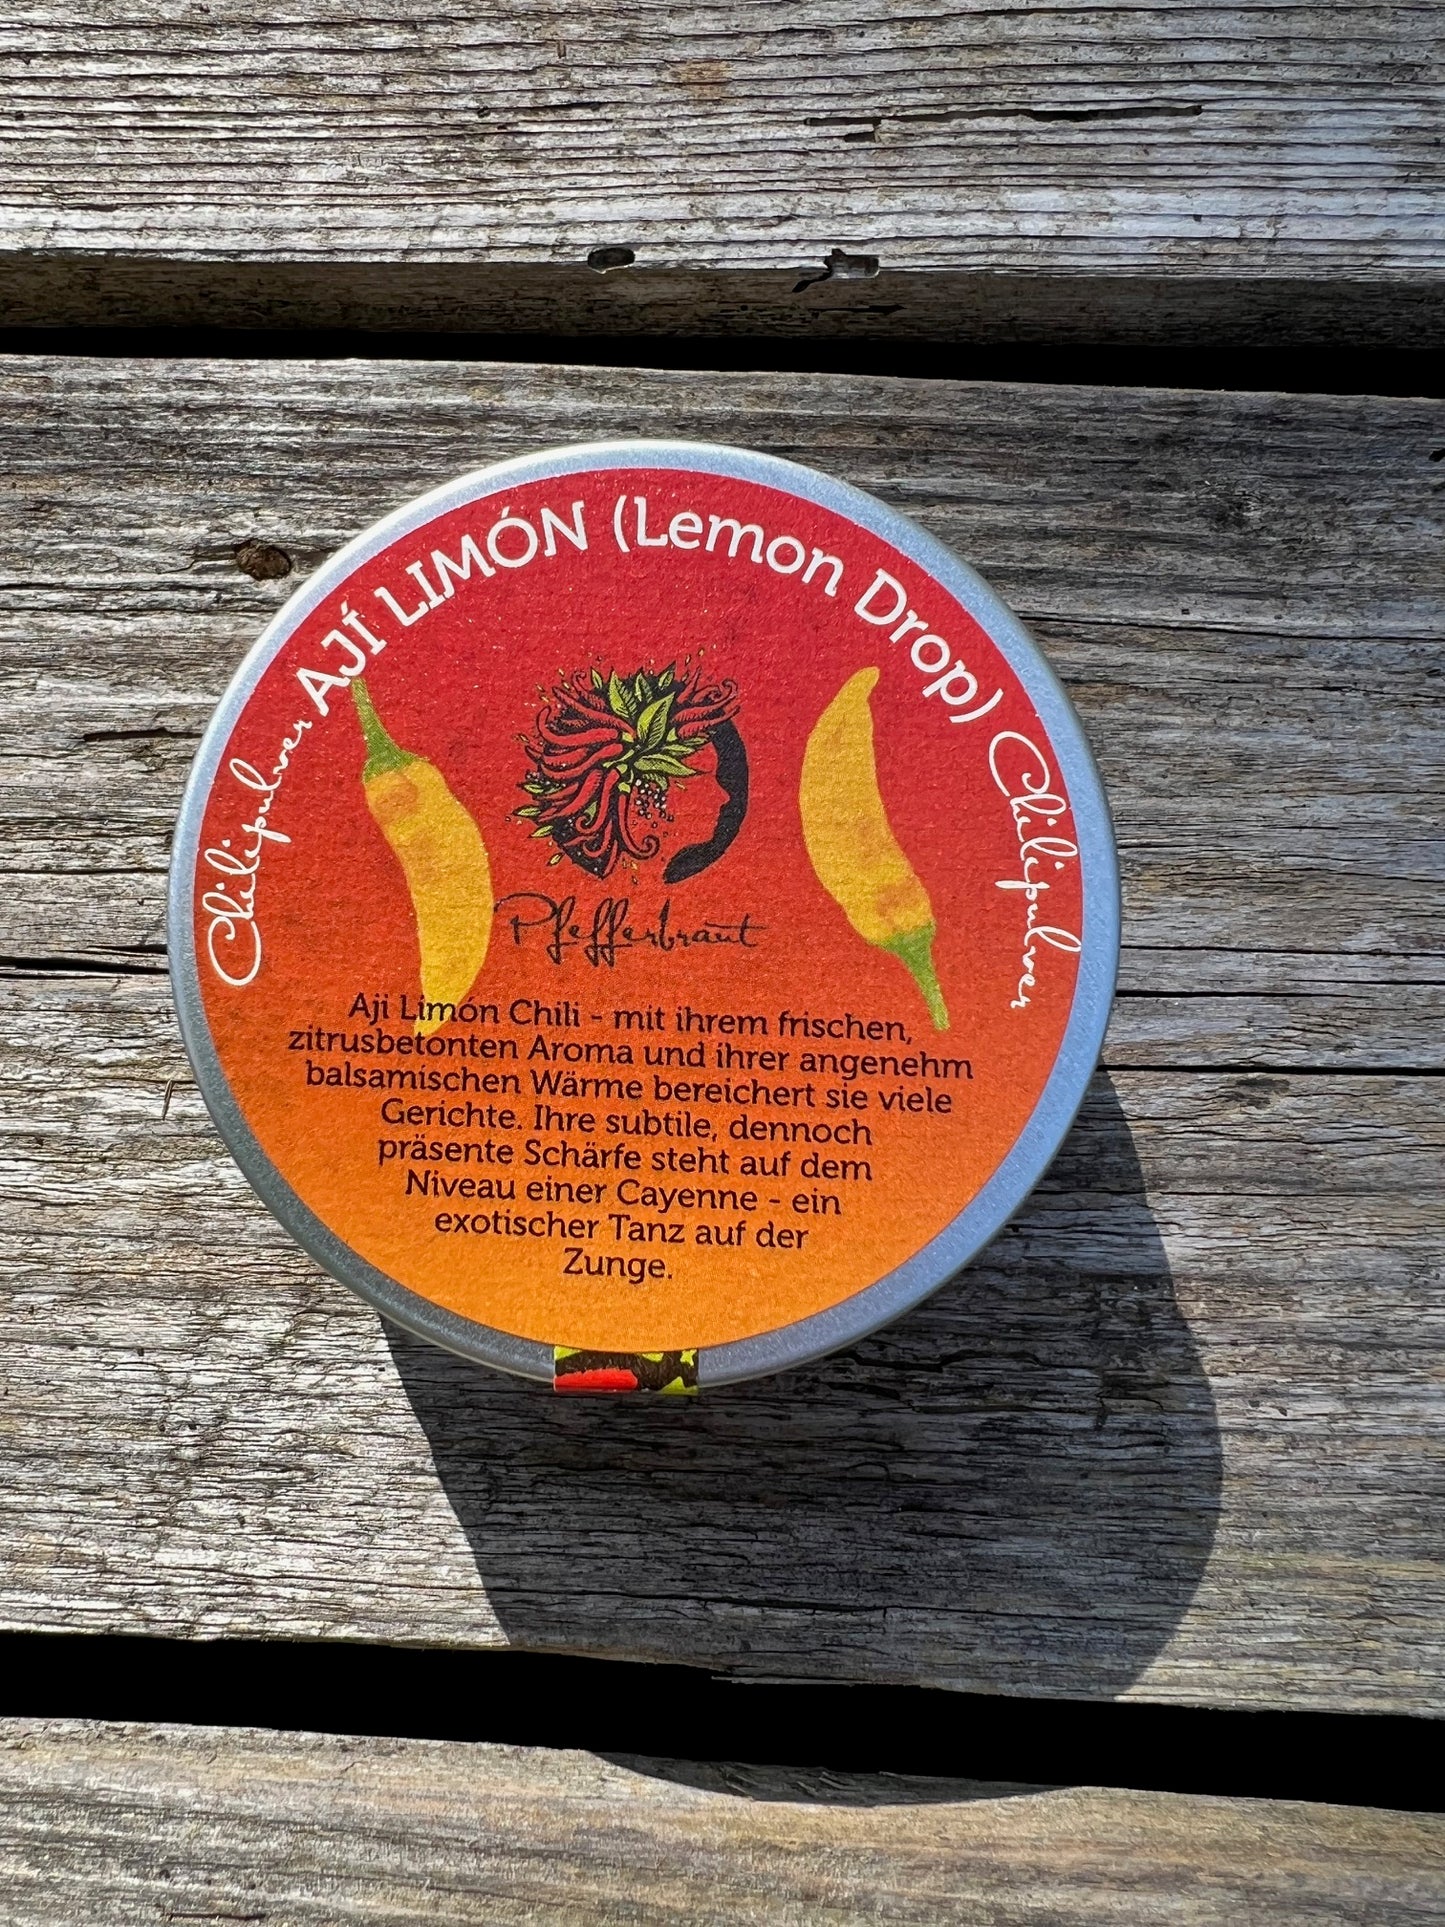 Chilipulver AJÍ LIMÓN (Lemon Drop) Chilipulver
Pfefferbraut
Aji Limón Chili - mit ihrem frischen,
zitrusbetonten Aroma und ihrer angenehm
balsamischen Wärme bereichert sie viele
Gerichte. Ihre subtile, dennoch
präsente Schärfe steht auf dem
Niveau einer Cayenne - ein
exotischer Tanz auf der
Zunge.